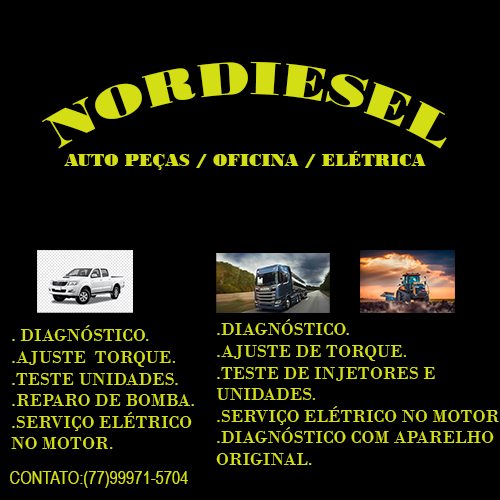 NORDIESEL
AUTO PEÇAS / OFICINA / ELÉTRICA
. DIAGNÓSTICO.
.AJUSTE TORQUE.
.TESTE UNIDADES.
.REPARO DE BOMBA.
.SERVIÇO ELÉTRICO
NO MOTOR.
CONTATO:(77)99971-5704
.DIAGNÓSTICO.
.AJUSTE DE TORQUE.
.TESTE DE INJETORES E
UNIDADES.
.SERVIÇO ELÉTRICO NO MOTOR
.DIAGNÓSTICO COM APARELHO
ORIGINAL.